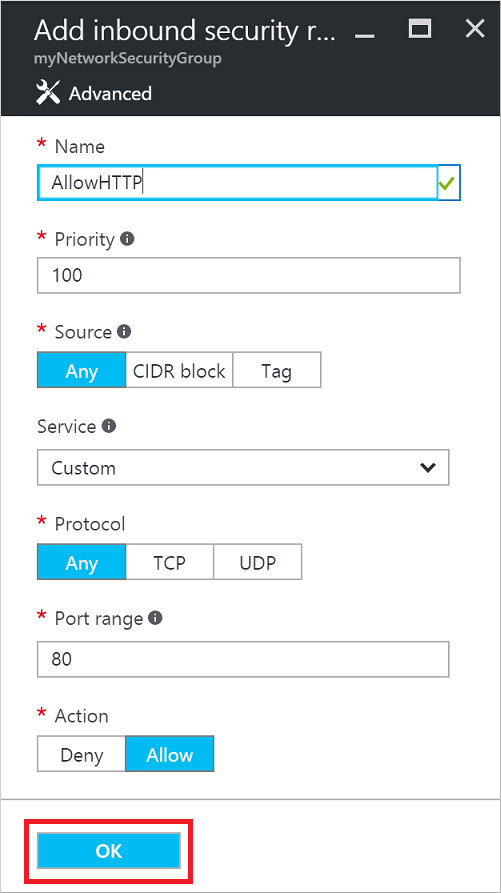 Add inbound security r...
myNetworkSecurityGroup
Advanced
* Name
AllowHTTP
* Priority
100
* Source
Any CIDR block Tag
Service
Custom
* Protocol
Any TCP UDP
* Port range
80
* Action
Deny Allow
OK